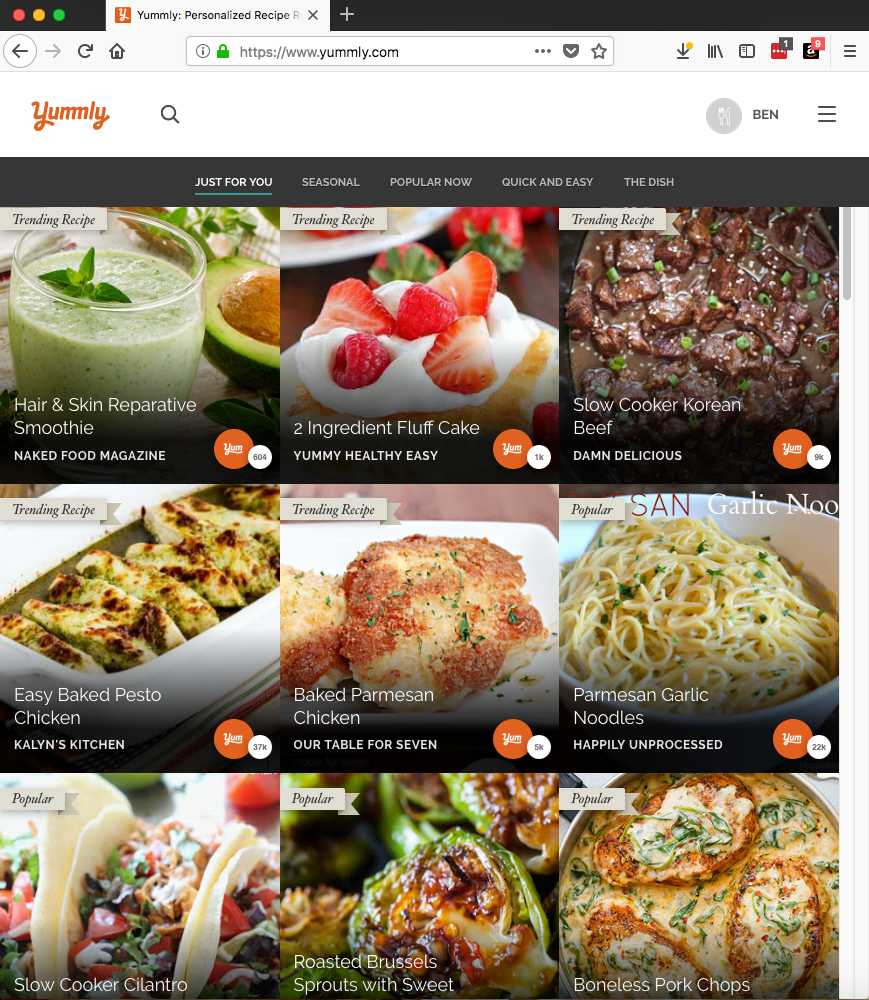 Yummly: Personalized Recipe R
https://www.yummly.com
1
9
Yummly
BEN
JUST FOR YOU
SEASONAL
POPULAR NOW
QUICK AND EASY
THE DISH
Trending Recipe
Hair & Skin Reparative
Smoothie
NAKED FOOD MAGAZINE
Yum
604
Trending Recipe
2 Ingredient Fluff Cake
YUMMY HEALTHY EASY
Yum
1k
Trending Recipe
Slow Cooker Korean
Beef
DAMN DELICIOUS
Yum
9k
Trending Recipe
Easy Baked Pesto
Chicken
KALYN'S KITCHEN
Yum
37k
Trending Recipe
Baked Parmesan
Chicken
OUR TABLE FOR SEVEN
Yum
5k
Popular
SAN Garlic Noo
Parmesan Garlic
Noodles
HAPPILY UNPROCESSED
Yum
22k
Popular
Slow Cooker Cilantro
Popular
Roasted Brussels
Sprouts with Sweet
Popular
Boneless Pork Chops